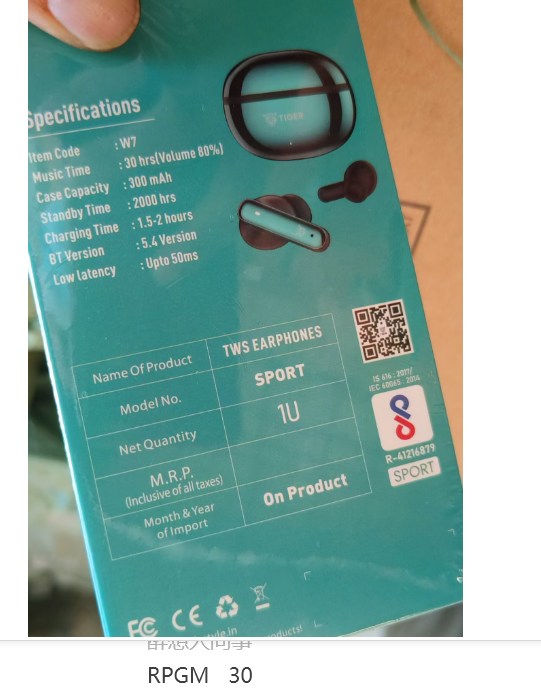 Specifications
Item Code : W7
Music Time : 30 hrs(Volume 80%)
Case Capacity : 300 mAh
Standby Time : 2000 hrs
Charging Time : 1.5-2 hours
BT Version : 5.4 Version
Low latency : Upto 50ms
TIGER
Name Of Product TWS EARPHONES
Model No. SPORT
Net Quantity 1U
M.R.P.
(Inclusive of all taxes)
Month & Year
of Import
On Product
IS 616 : 2017/
IEC 60065 : 2014
R-41216879
SPORT
FC CE
RPGM 30